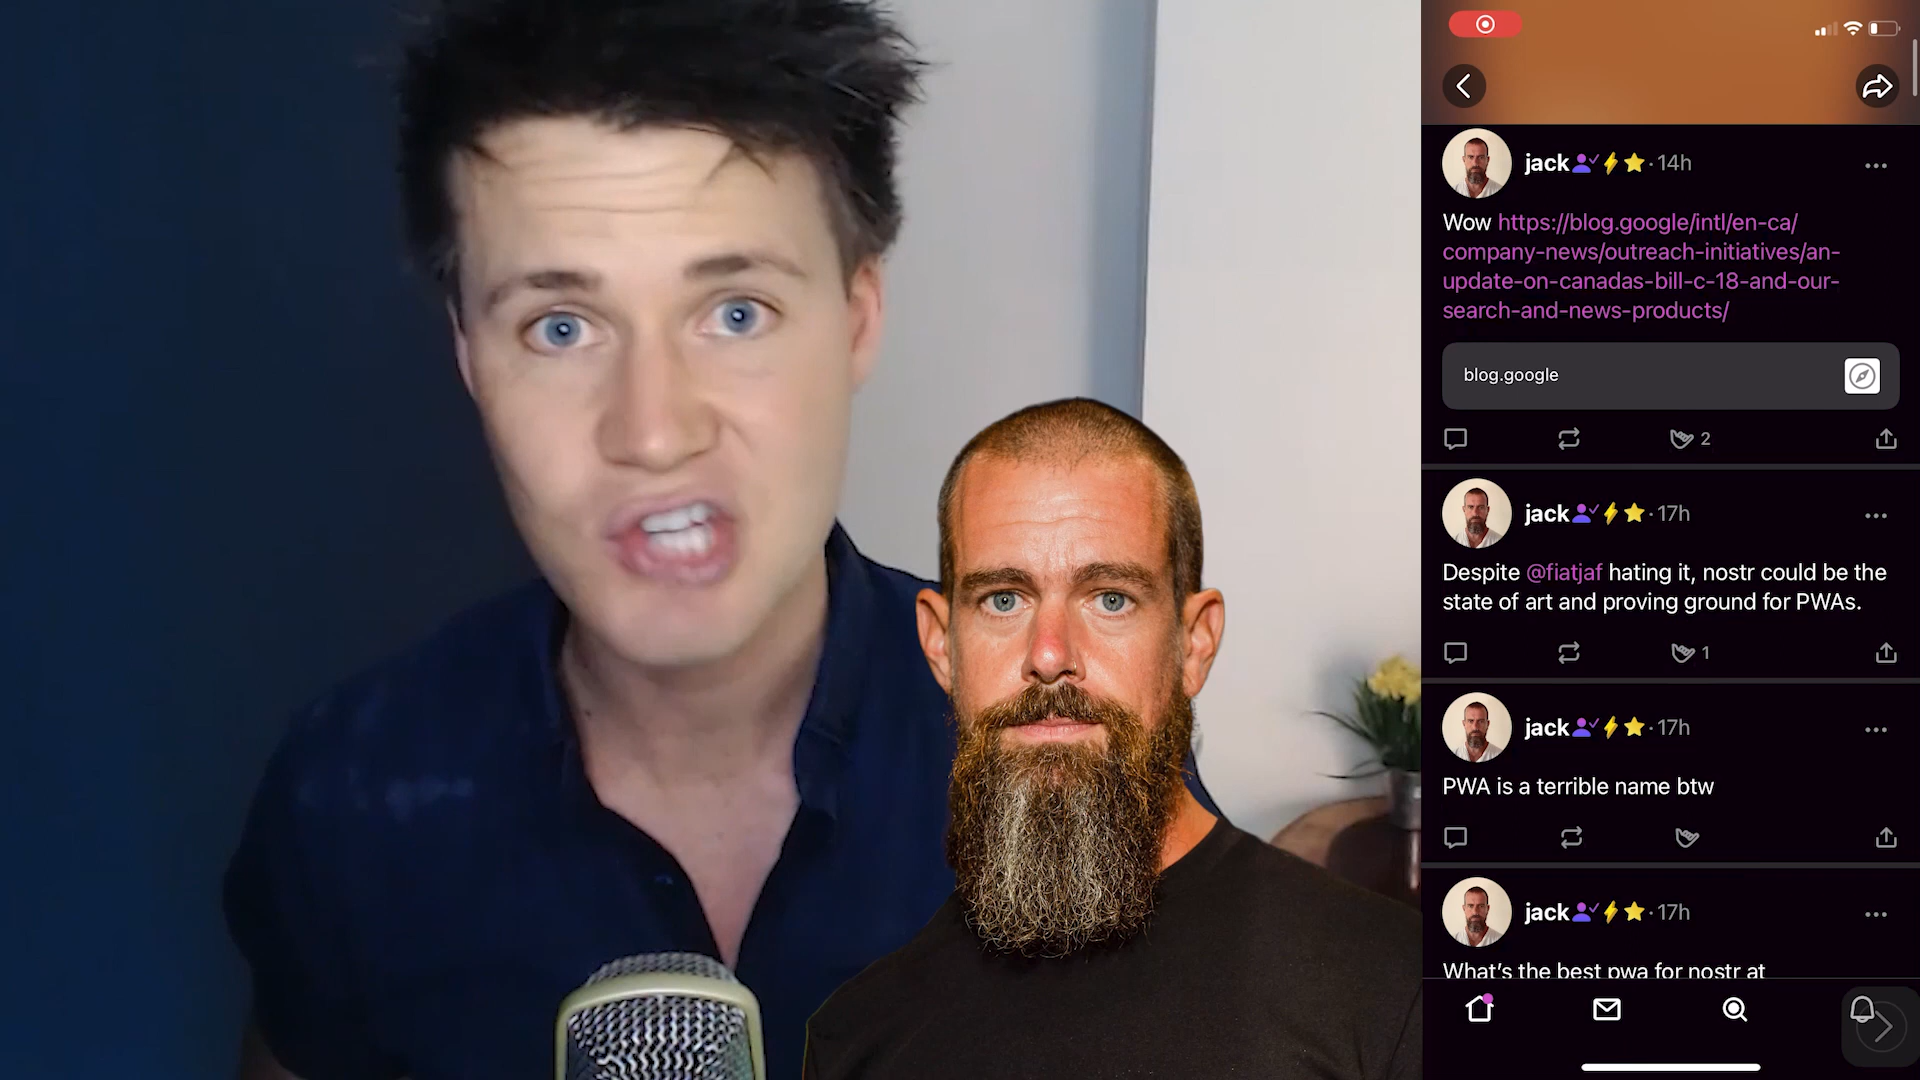 jack · 14h
Wow https://blog.google/intl/en-ca/
company-news/outreach-initiatives/an-
update-on-canadas-bill-c-18-and-our-
search-and-news-products/
blog.google
2
jack · 17h
Despite @fiatjaf hating it, nostr could be the
state of art and proving ground for PWAs.
1
jack · 17h
PWA is a terrible name btw
jack · 17h
What's the best pwa for nostr at